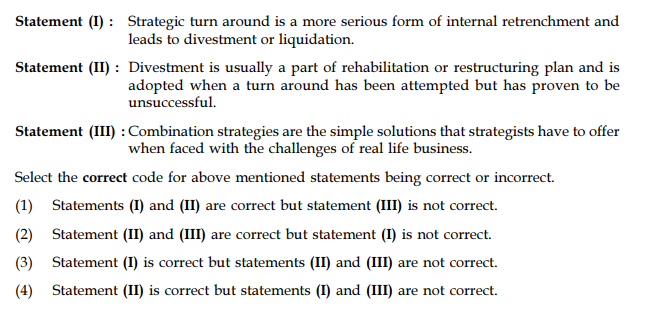 Statement (I) : Strategic turn around is a more serious form of internal retrenchment and
leads to divestment or liquidation.
Statement (II) : Divestment is usually a part of rehabilitation or restructuring plan and is
adopted when a turn around has been attempted but has proven to be
unsuccessful.
Statement (III) : Combination strategies are the simple solutions that strategists have to offer
when faced with the challenges of real life business.
Select the correct code for above mentioned statements being correct or incorrect.
(1) Statements (I) and (II) are correct but statement (III) is not correct.
(2) Statement (II) and (III) are correct but statement (I) is not correct.
(3) Statement (I) is correct but statements (II) and (III) are not correct.
(4) Statement (II) is correct but statements (I) and (III) are not correct.